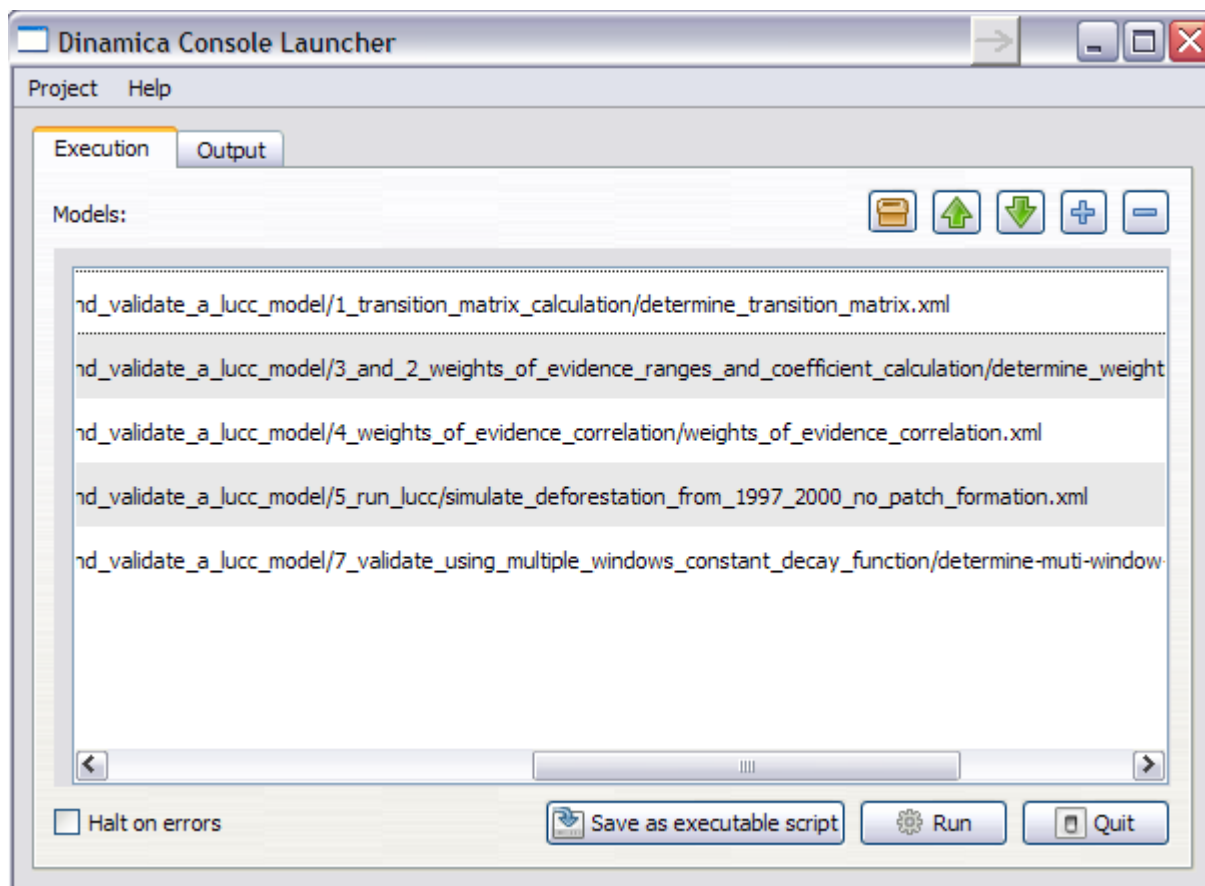 Dinamica Console Launcher
Project Help
Execution Output
Models:
nd_validate_a_lucc_model/1_transition_matrix_calculation/determine_transition_matrix.xml
nd_validate_a_lucc_model/3_and_2_weights_of_evidence_ranges_and_coefficient_calculation/determine_weight
nd_validate_a_lucc_model/4_weights_of_evidence_correlation/weights_of_evidence_correlation.xml
nd_validate_a_lucc_model/5_run_lucc/simulate_deforestation_from_1997_2000_no_patch_formation.xml
nd_validate_a_lucc_model/7_validate_using_multiple_windows_constant_decay_function/determine-muti-window-
Halt on errors Save as executable script Run Quit